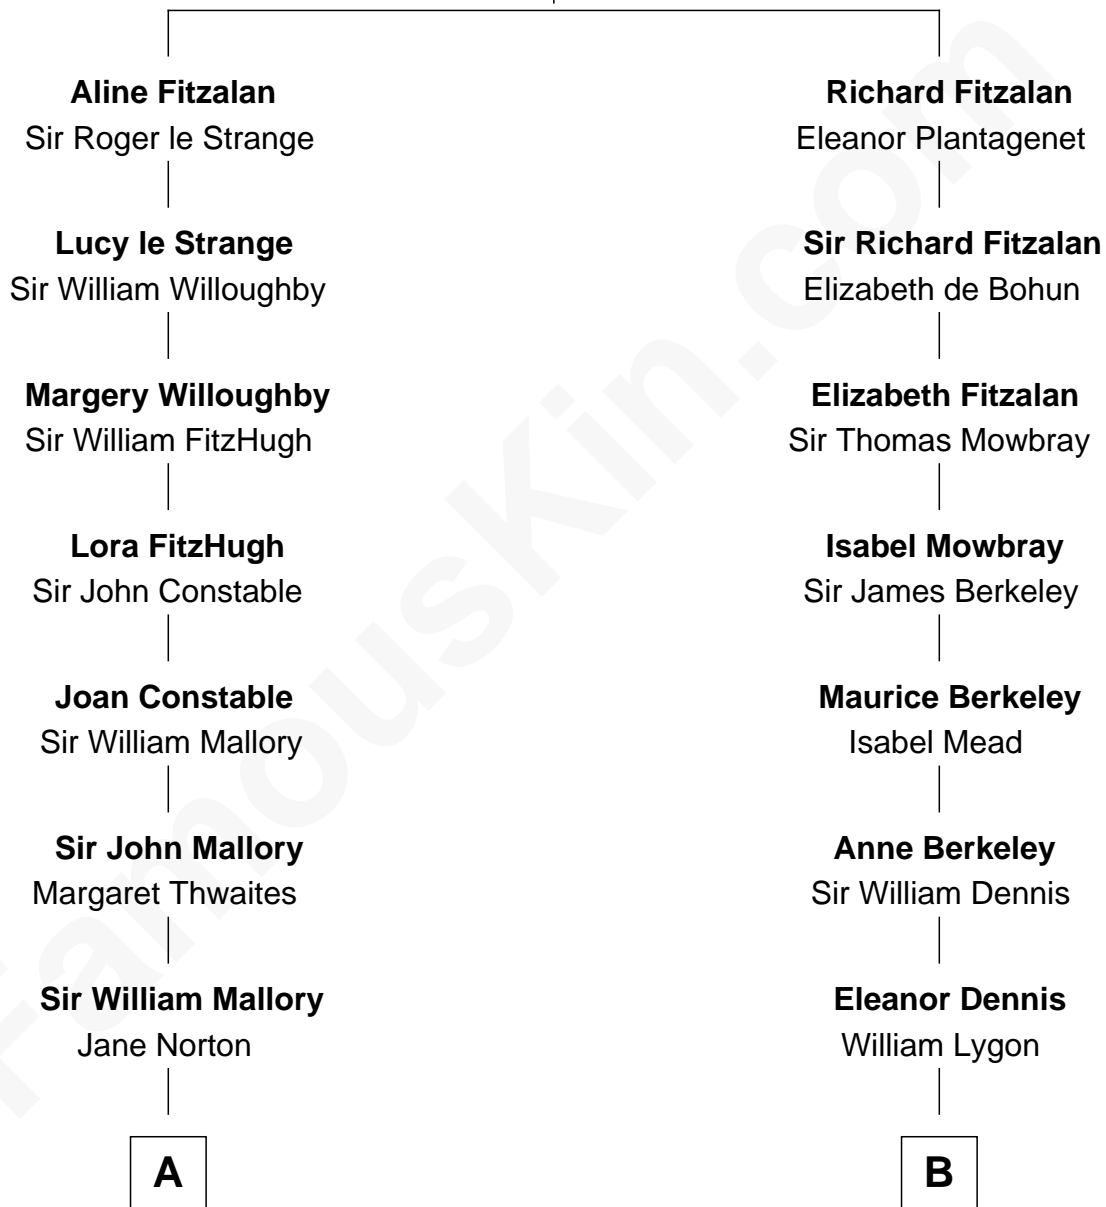 Aline Fitzalan
Sir Roger le Strange
Lucy le Strange
Sir William Willoughby
Margery Willoughby
Sir William FitzHugh
Lora FitzHugh
Sir John Constable
Joan Constable
Sir William Mallory
Sir John Mallory
Margaret Thwaites
Sir William Mallory
Jane Norton
A
Richard Fitzalan
Eleanor Plantagenet
Sir Richard Fitzalan
Elizabeth de Bohun
Elizabeth Fitzalan
Sir Thomas Mowbray
Isabel Mowbray
Sir James Berkeley
Maurice Berkeley
Isabel Mead
Anne Berkeley
Sir William Dennis
Eleanor Dennis
William Lygon
B
FamousKin.com